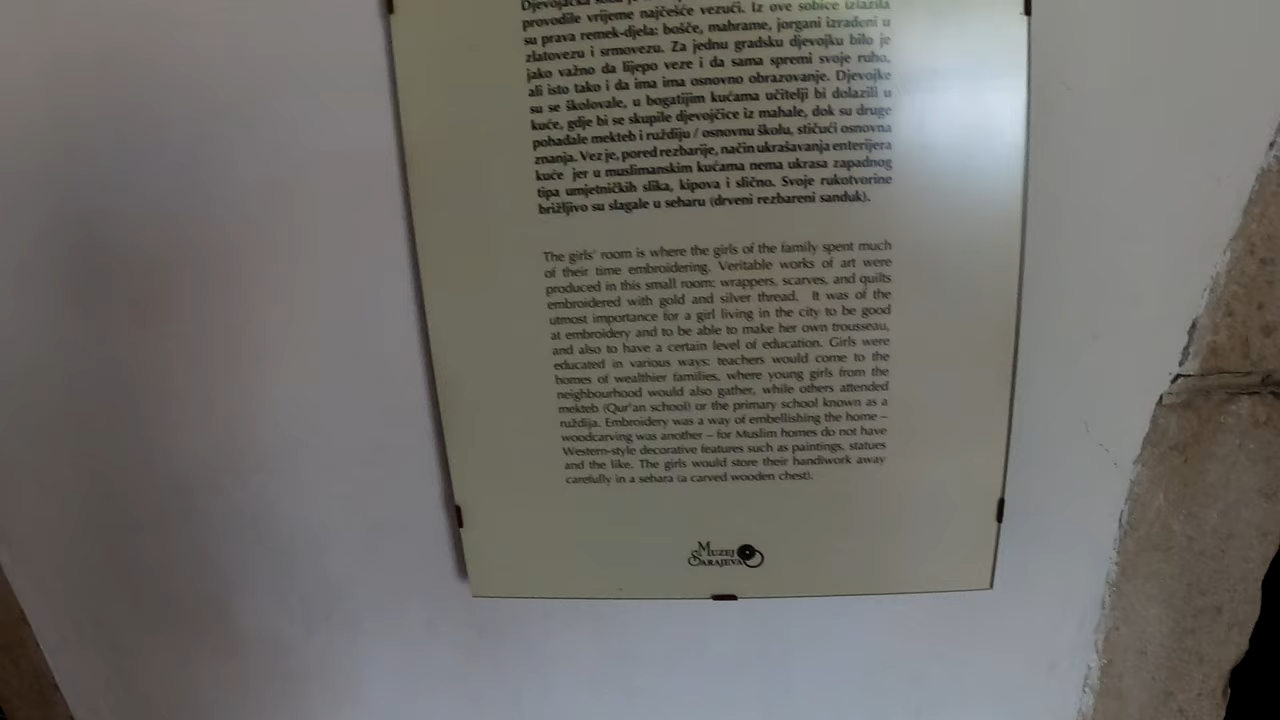 Djevojačka soba je
provodile vrijeme najčešće vezući. Iz ove sobice izlazila
su prava remek-djela: bošče, mahrame, jorgani izrađeni u
zlatovezu i srmovezu. Za jednu gradsku djevojku bilo je
jako važno da lijepo veze i da sama spremi svoje ruho,
ali isto tako i da ima ima osnovno obrazovanje. Djevojke
su se školovale, u bogatijim kućama učitelji bi dolazili u
kuće, gdje bi se skupile djevojčice iz mahale, dok su druge
pohađale mekteb i ruždiju / osnovnu školu, stičući osnovna
znanja. Vez je, pored rezbarije, način ukrašavanja enterijera
kuće jer u muslimanskim kućama nema ukrasa zapadnog
tipa umjetničkih slika, kipova i slično. Svoje rukotvorine
brižljivo su slagale u seharu (drveni rezbareni sanduk).
The girls' room is where the girls of the family spent much
of their time embroidering. Veritable works of art were
produced in this small room: wrappers, scarves, and quilts
embroidered with gold and silver thread. It was of the
utmost importance for a girl living in the city to be good
at embroidery and to be able to make her own trousseau,
and also to have a certain level of education. Girls were
educated in various ways: teachers would come to the
homes of wealthier families, where young girls from the
neighbourhood would also gather, while others attended
mekteb (Qur'an school) or the primary school known as a
ruždija. Embroidery was a way of embellishing the home –
woodcarving was another – for Muslim homes do not have
Western-style decorative features such as paintings, statues
and the like. The girls would store their handiwork away
carefully in a sehara (a carved wooden chest).
MUZEJ
SARAJEVA